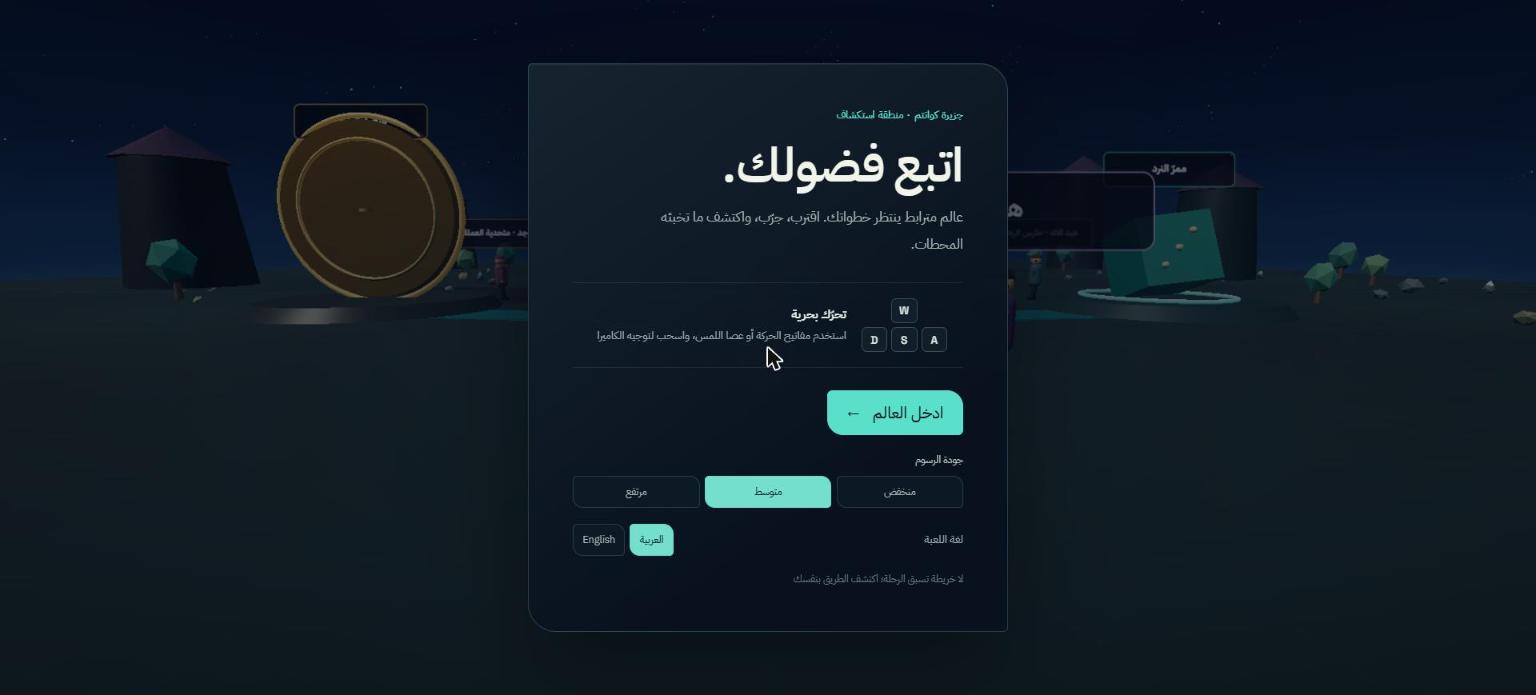 جزيرة كوانتم · منطقة استكشاف
اتبع فضولك.
عالم مترابط ينتظر خطواتك. اقترب، جرّب، واكتشف ما تخبئه
المحطات.
W
D S A
تحرّك بحرية
استخدم مفاتيح الحركة أو عصا اللمس، واسحب لتوجيه الكاميرا
ادخل العالم ←
جودة الرسوم
منخفض
متوسط
مرتفع
لغة اللعبة
العربية
English
لا خريطة تسبق الرحلة؛ اكتشف الطريق بنفسك
ممرّ النرد